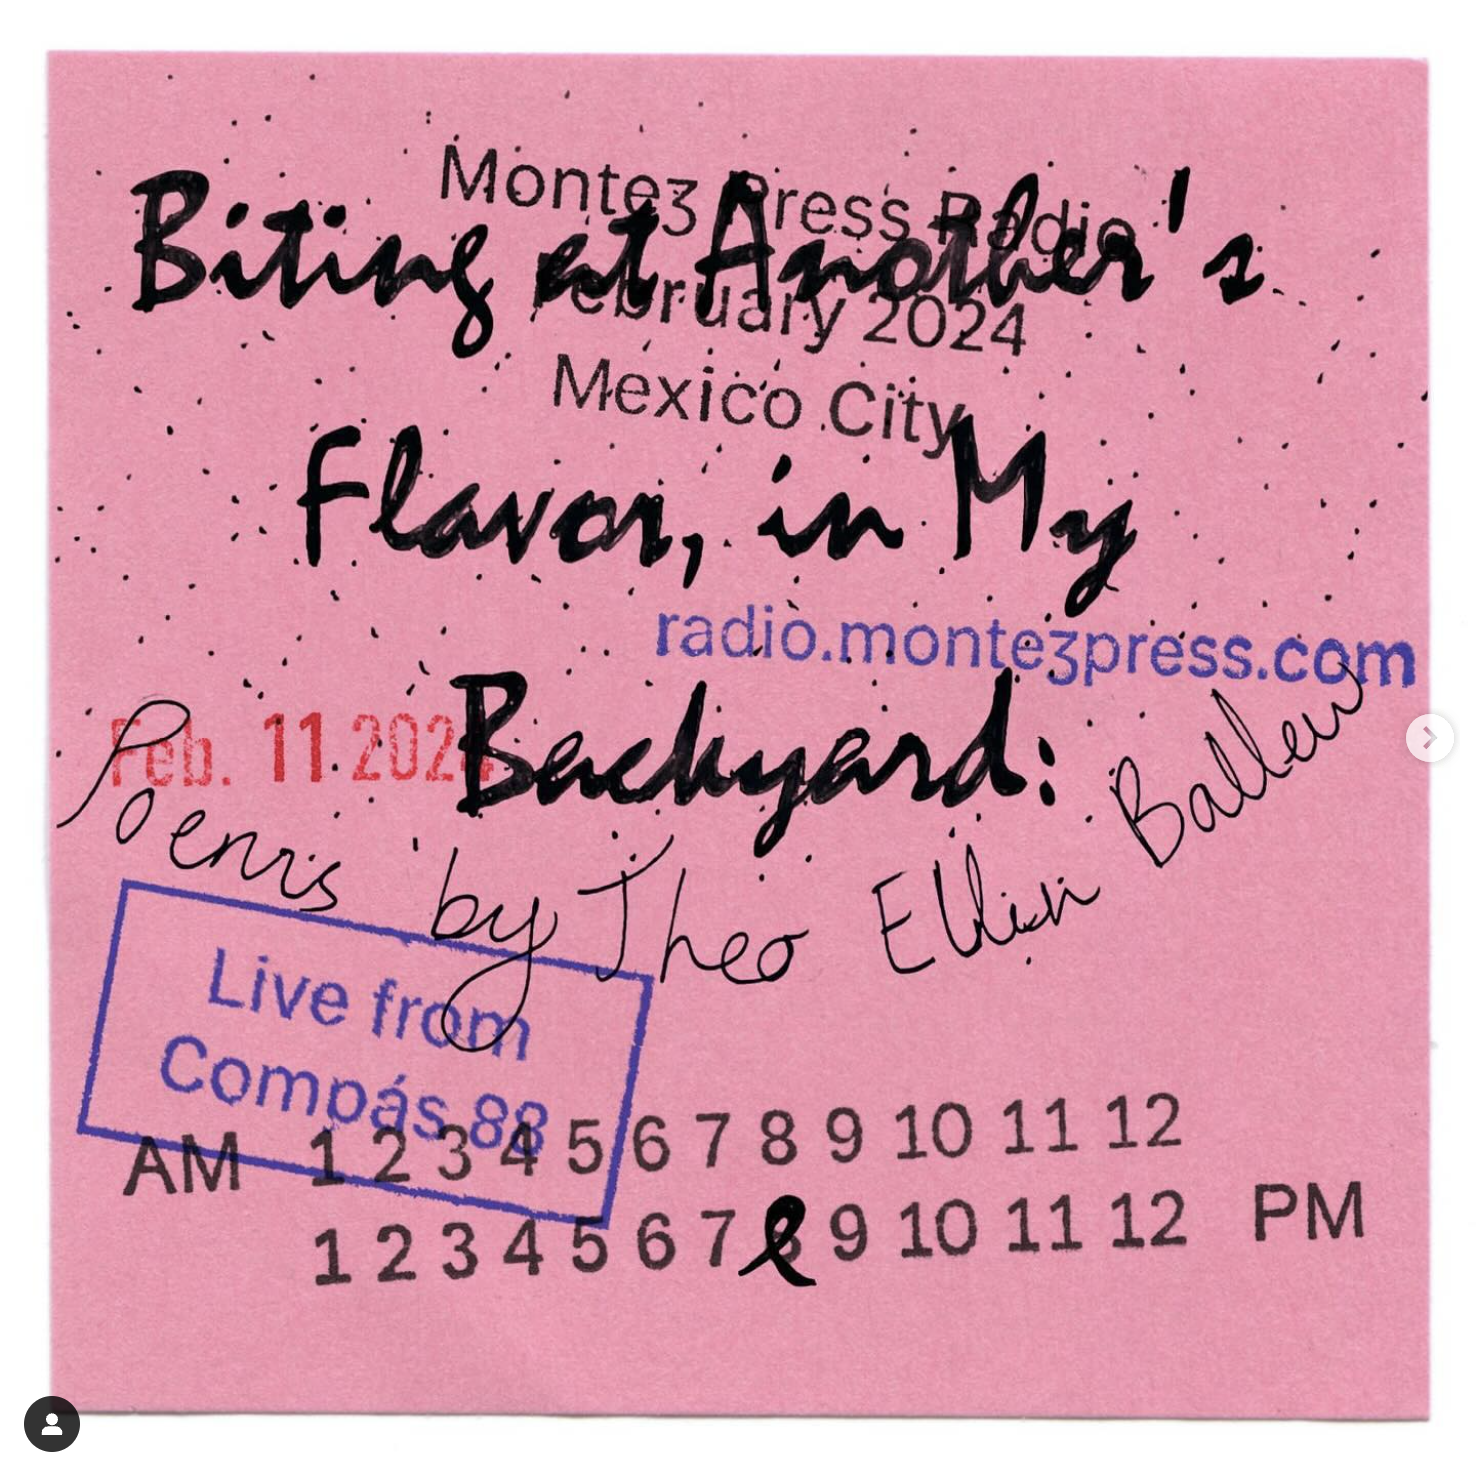 Montez Press Radio
Biting at Another's
February 2024
Mexico City
Flavor, in My
radio.montezpress.com
Feb. 11 2024
Backyard:
Poems by Theo Ellin Ballew
Live from
Compás 88
AM 1 2 3 4 5 6 7 8 9 10 11 12
1 2 3 4 5 6 7 8 9 10 11 12 PM